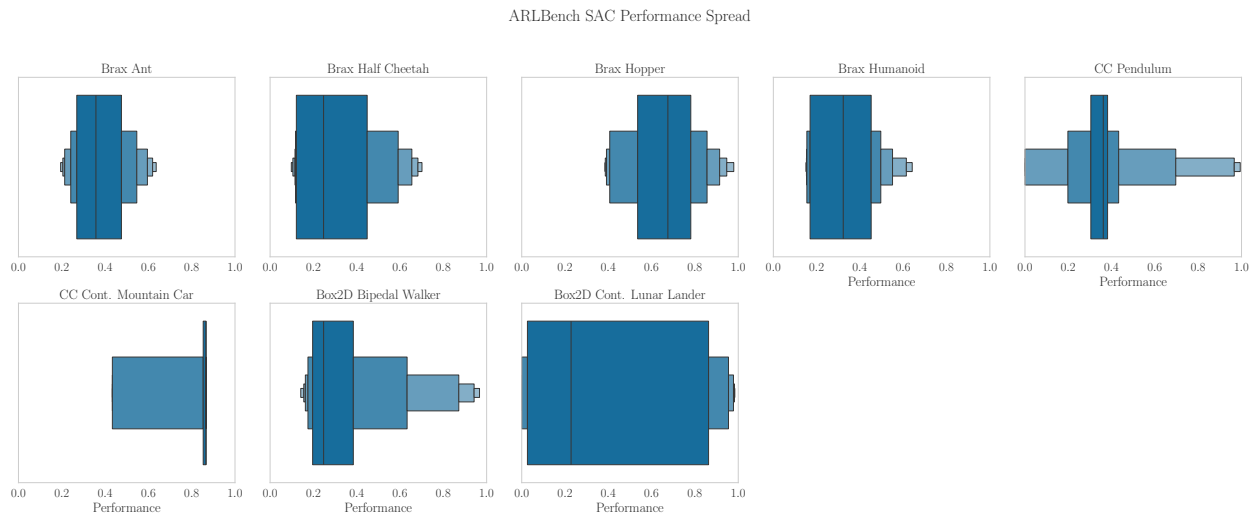 ARLBench SAC Performance Spread
Brax Ant
Brax Half Cheetah
Brax Hopper
Brax Humanoid
CC Pendulum
0.0 0.2 0.4 0.6 0.8 1.0
0.0 0.2 0.4 0.6 0.8 1.0
0.0 0.2 0.4 0.6 0.8 1.0
0.0 0.2 0.4 0.6 0.8 1.0
0.0 0.2 0.4 0.6 0.8 1.0
Performance
Performance
CC Cont. Mountain Car
Box2D Bipedal Walker
Box2D Cont. Lunar Lander
0.0 0.2 0.4 0.6 0.8 1.0
0.0 0.2 0.4 0.6 0.8 1.0
0.0 0.2 0.4 0.6 0.8 1.0
Performance
Performance
Performance